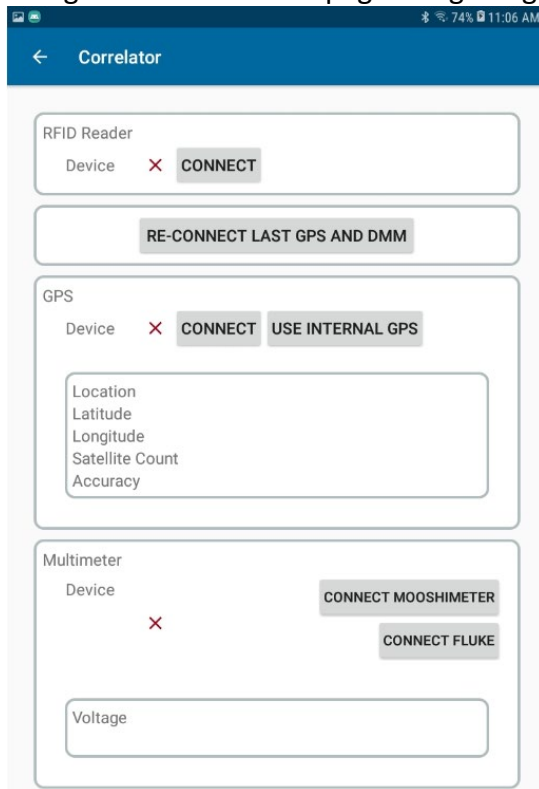 74% 11:06 AM
← Correlator
RFID Reader
Device × CONNECT
RE-CONNECT LAST GPS AND DMM
GPS
Device × CONNECT USE INTERNAL GPS
Location
Latitude
Longitude
Satellite Count
Accuracy
Multimeter
Device
CONNECT MOOSHIMETER
×
CONNECT FLUKE
Voltage